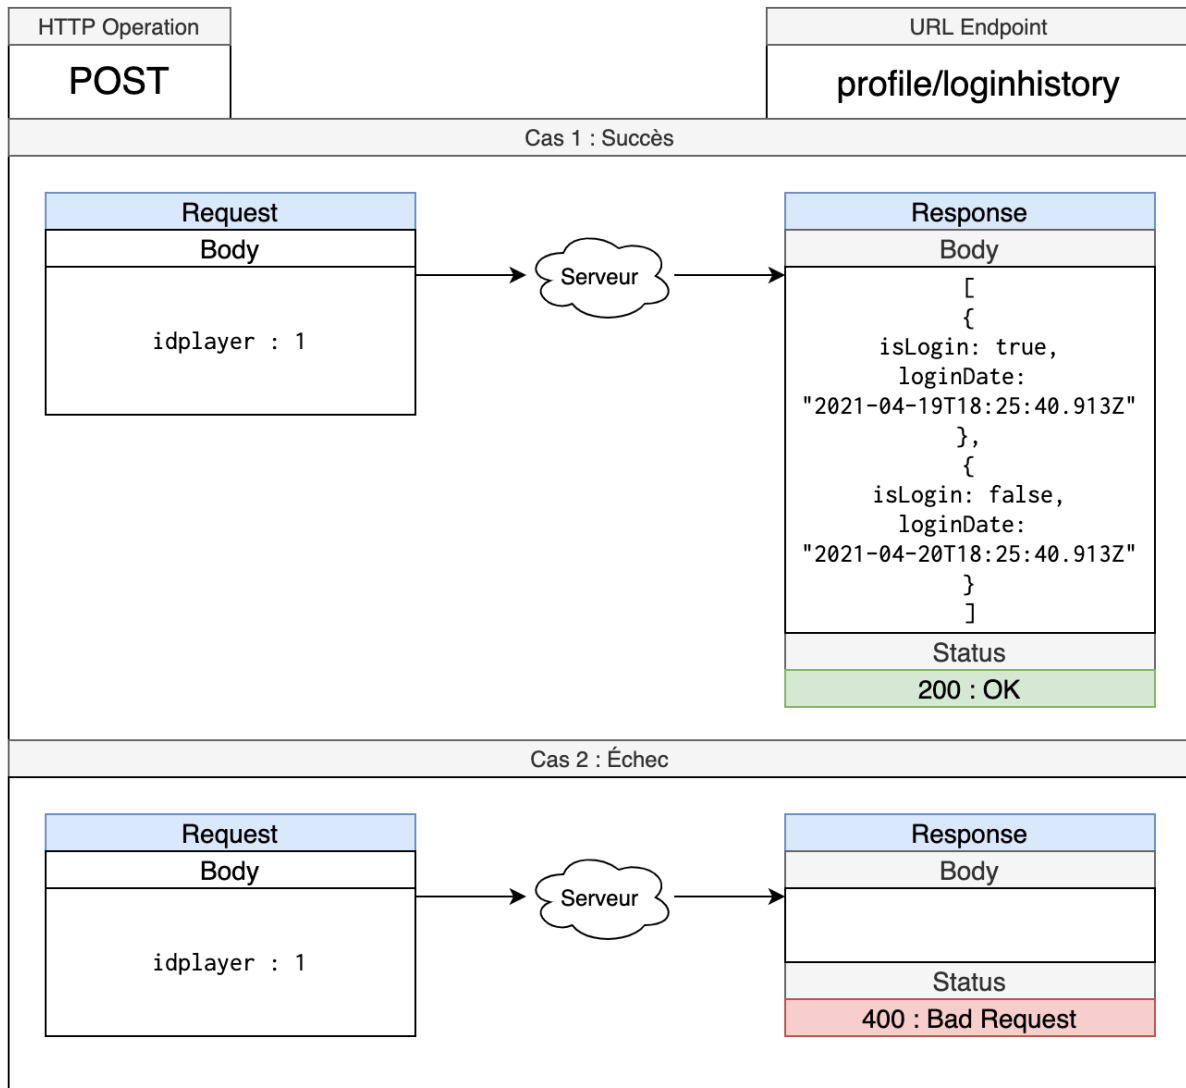 HTTP Operation
URL Endpoint
POST
profile/loginhistory
Cas 1 : Succès
Request
Body
idplayer : 1
Serveur
Response
Body
[
{
isLogin: true,
loginDate:
"2021-04-19T18:25:40.913Z"
},
{
isLogin: false,
loginDate:
"2021-04-20T18:25:40.913Z"
}
]
Status
200 : OK
Cas 2 : Échec
Request
Body
idplayer : 1
Serveur
Response
Body
Status
400 : Bad Request